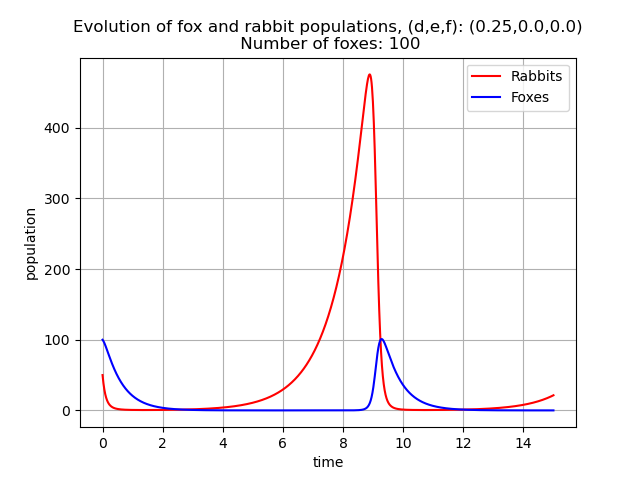 Evolution of fox and rabbit populations, (d,e,f): (0.25,0.0,0.0)
Number of foxes: 100
Rabbits
Foxes
400
300
200
100
0
population
0 2 4 6 8 10 12 14
time